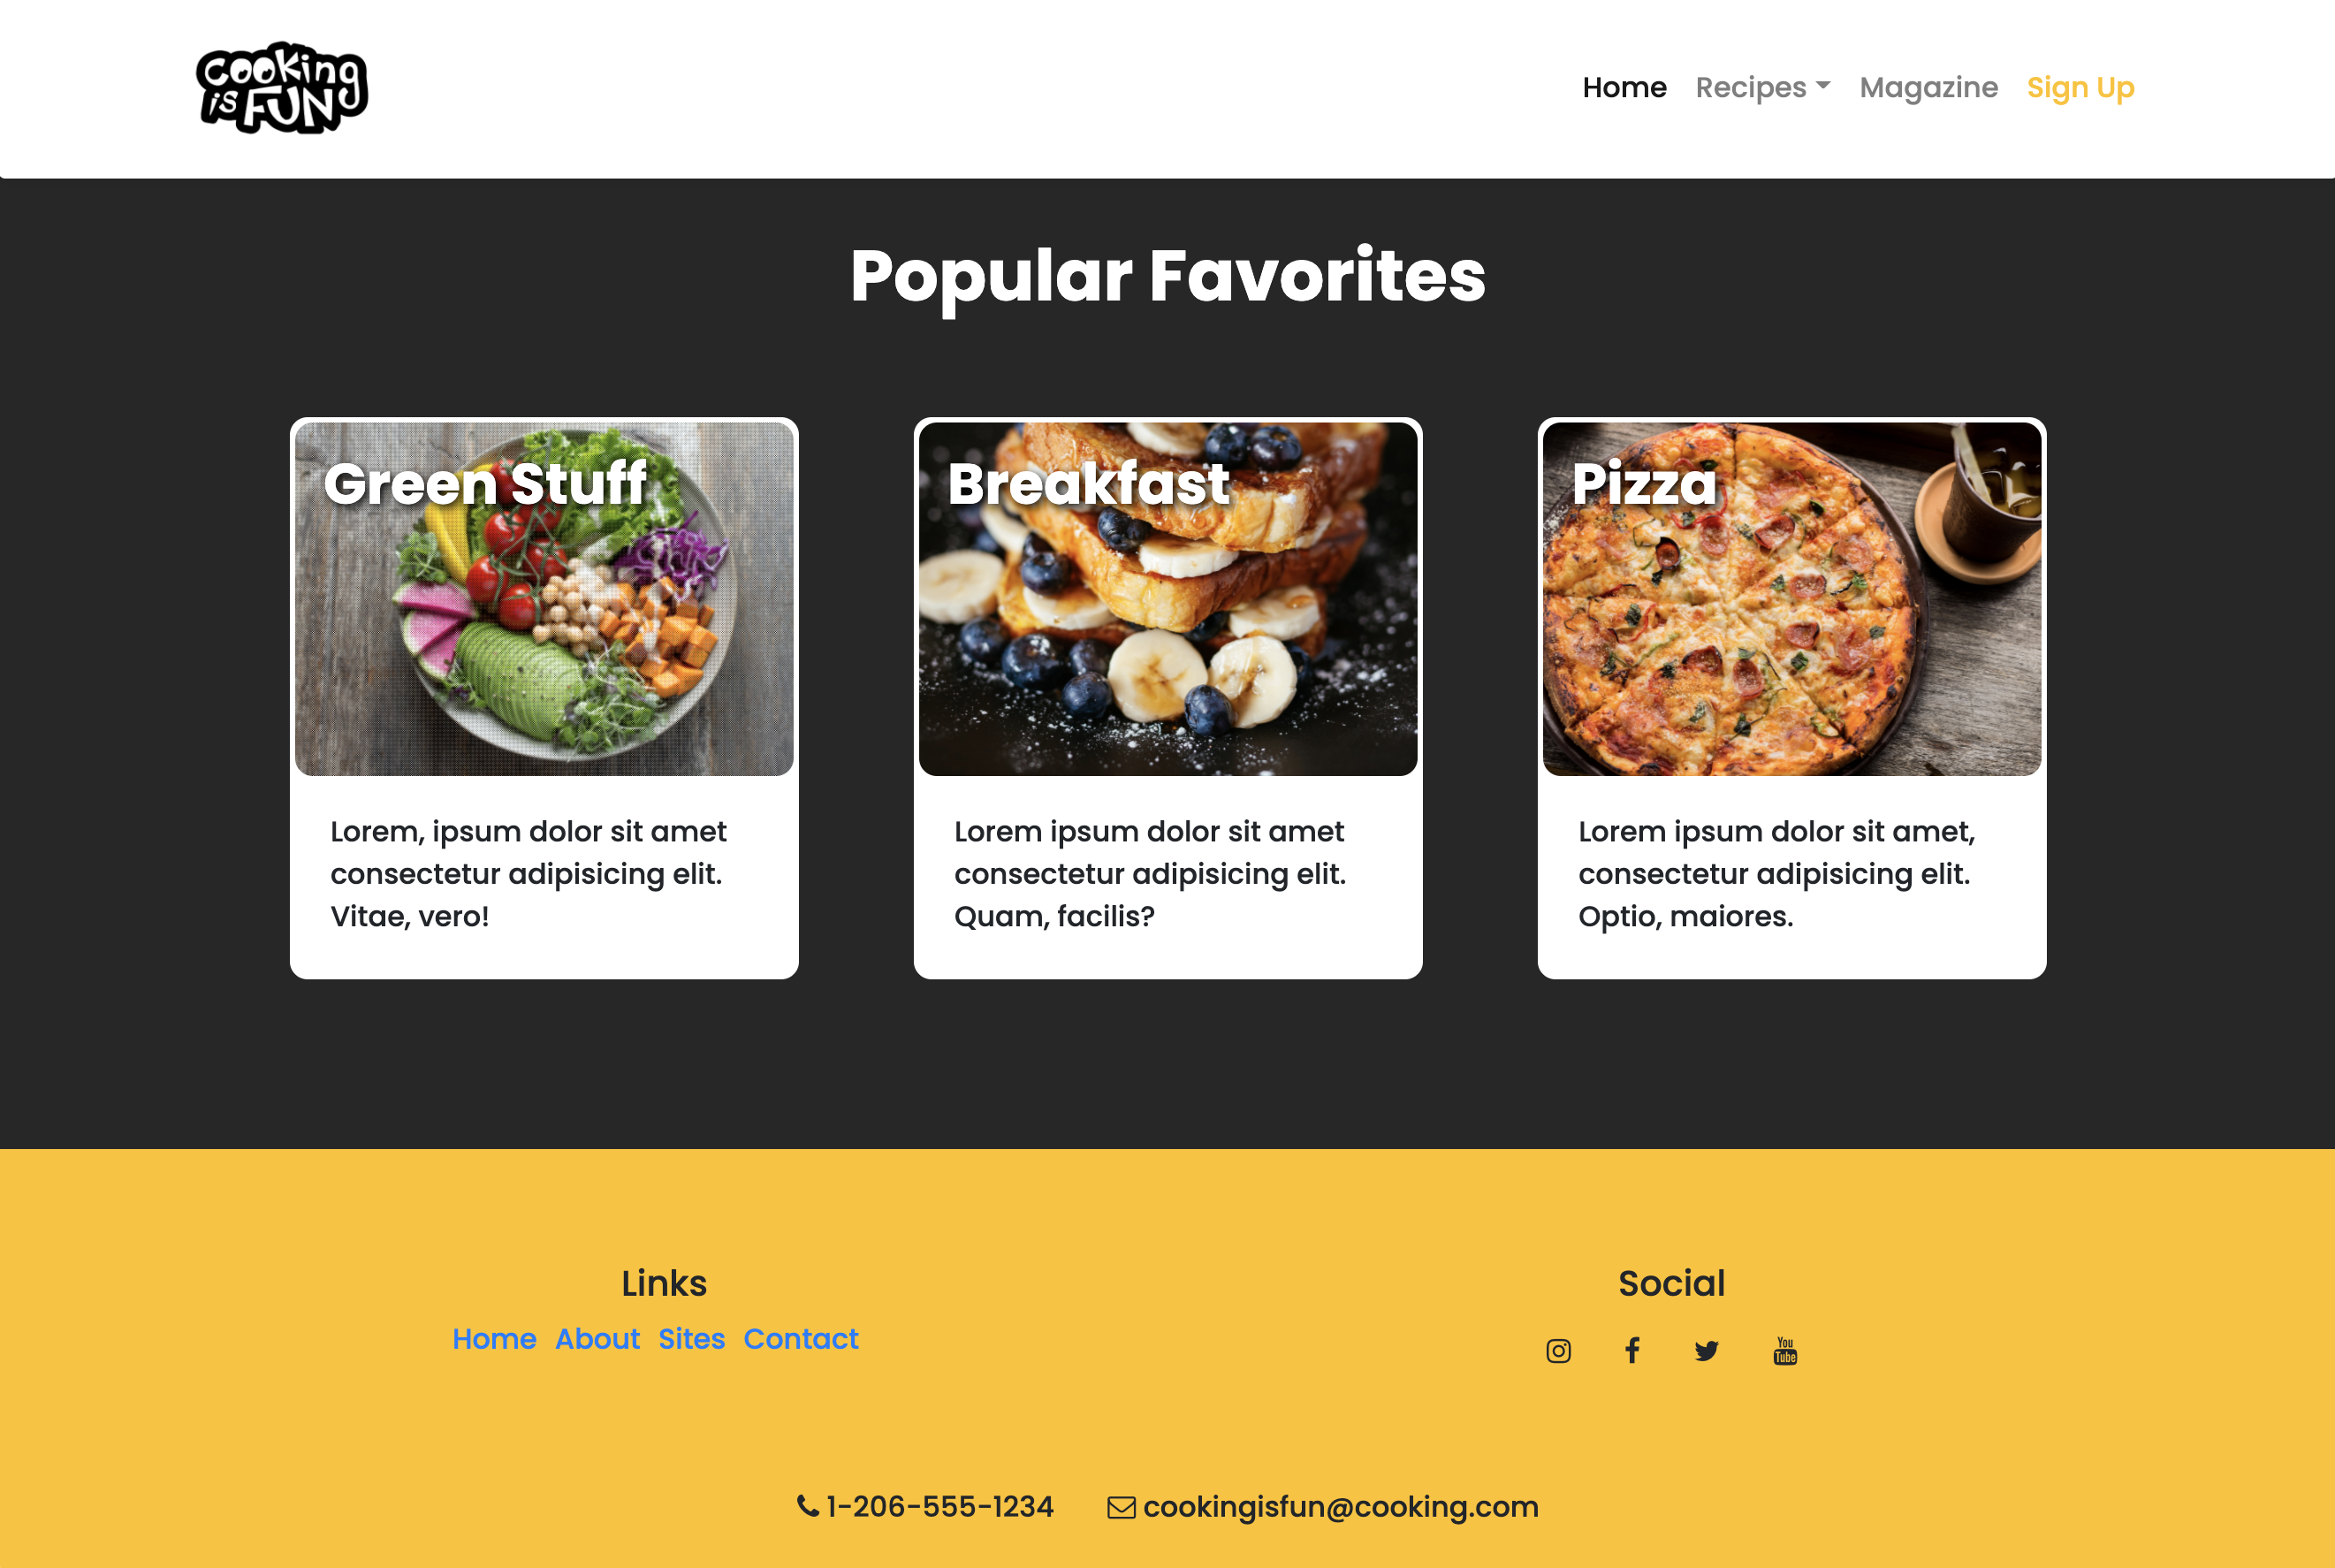 cooking
is FUN
Home Recipes Magazine Sign Up
Popular Favorites
Green Stuff
Lorem, ipsum dolor sit amet
consectetur adipisicing elit.
Vitae, vero!
Breakfast
Lorem ipsum dolor sit amet
consectetur adipisicing elit.
Quam, facilis?
Pizza
Lorem ipsum dolor sit amet,
consectetur adipisicing elit.
Optio, maiores.
Links
Home About Sites Contact
Social
You
Tube
1-206-555-1234 cookingisfun@cooking.com